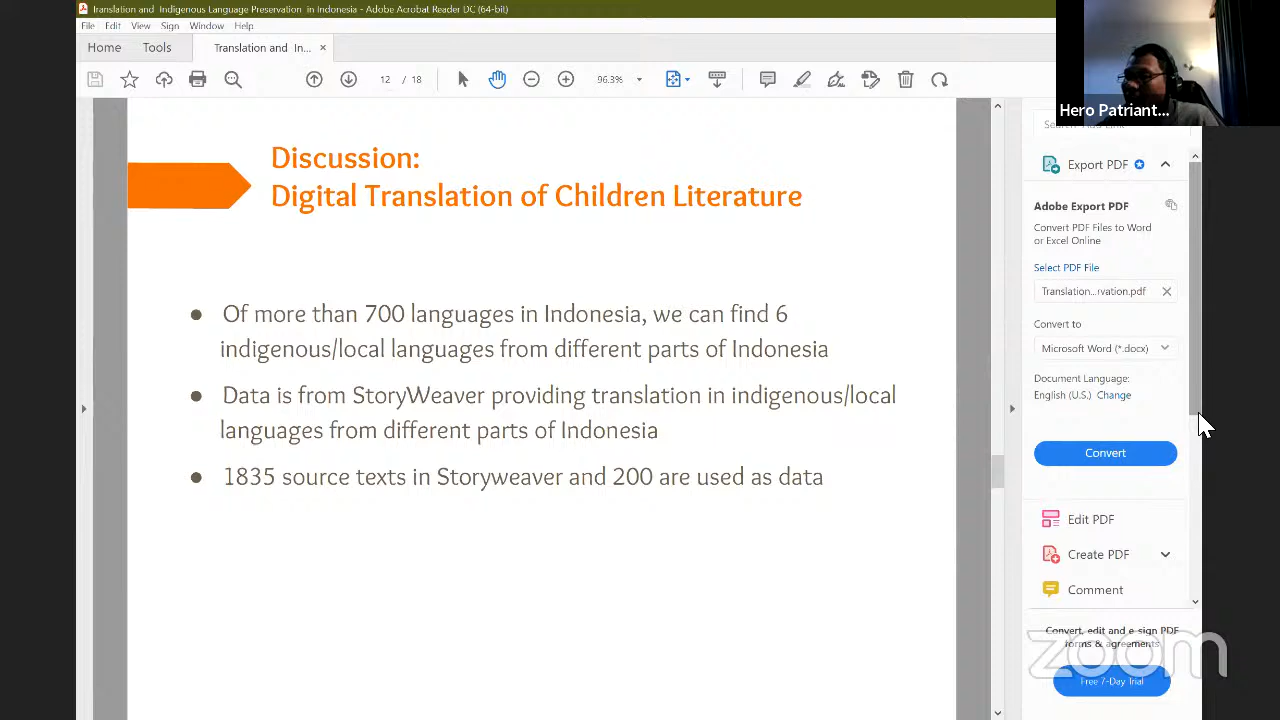 Translation and Indigenous Language Preservation in Indonesia - Adobe Acrobat Reader DC (64-bit)
File Edit View Sign Window Help
Home Tools Translation and In... ×
12 / 18 96.3%
Hero Patriant...
Discussion:
Digital Translation of Children Literature
● Of more than 700 languages in Indonesia, we can find 6
indigenous/local languages from different parts of Indonesia
● Data is from StoryWeaver providing translation in indigenous/local
languages from different parts of Indonesia
● 1835 source texts in Storyweaver and 200 are used as data
Export PDF
Adobe Export PDF
Convert PDF Files to Word
or Excel Online
Select PDF File
Translation...rvation.pdf
Convert to
Microsoft Word (*.docx)
Document Language:
English (U.S.) Change
Convert
Edit PDF
Create PDF
Comment
Convert, edit and e-sign PDF
forms & agreements
Free 7-Day Trial
zoom